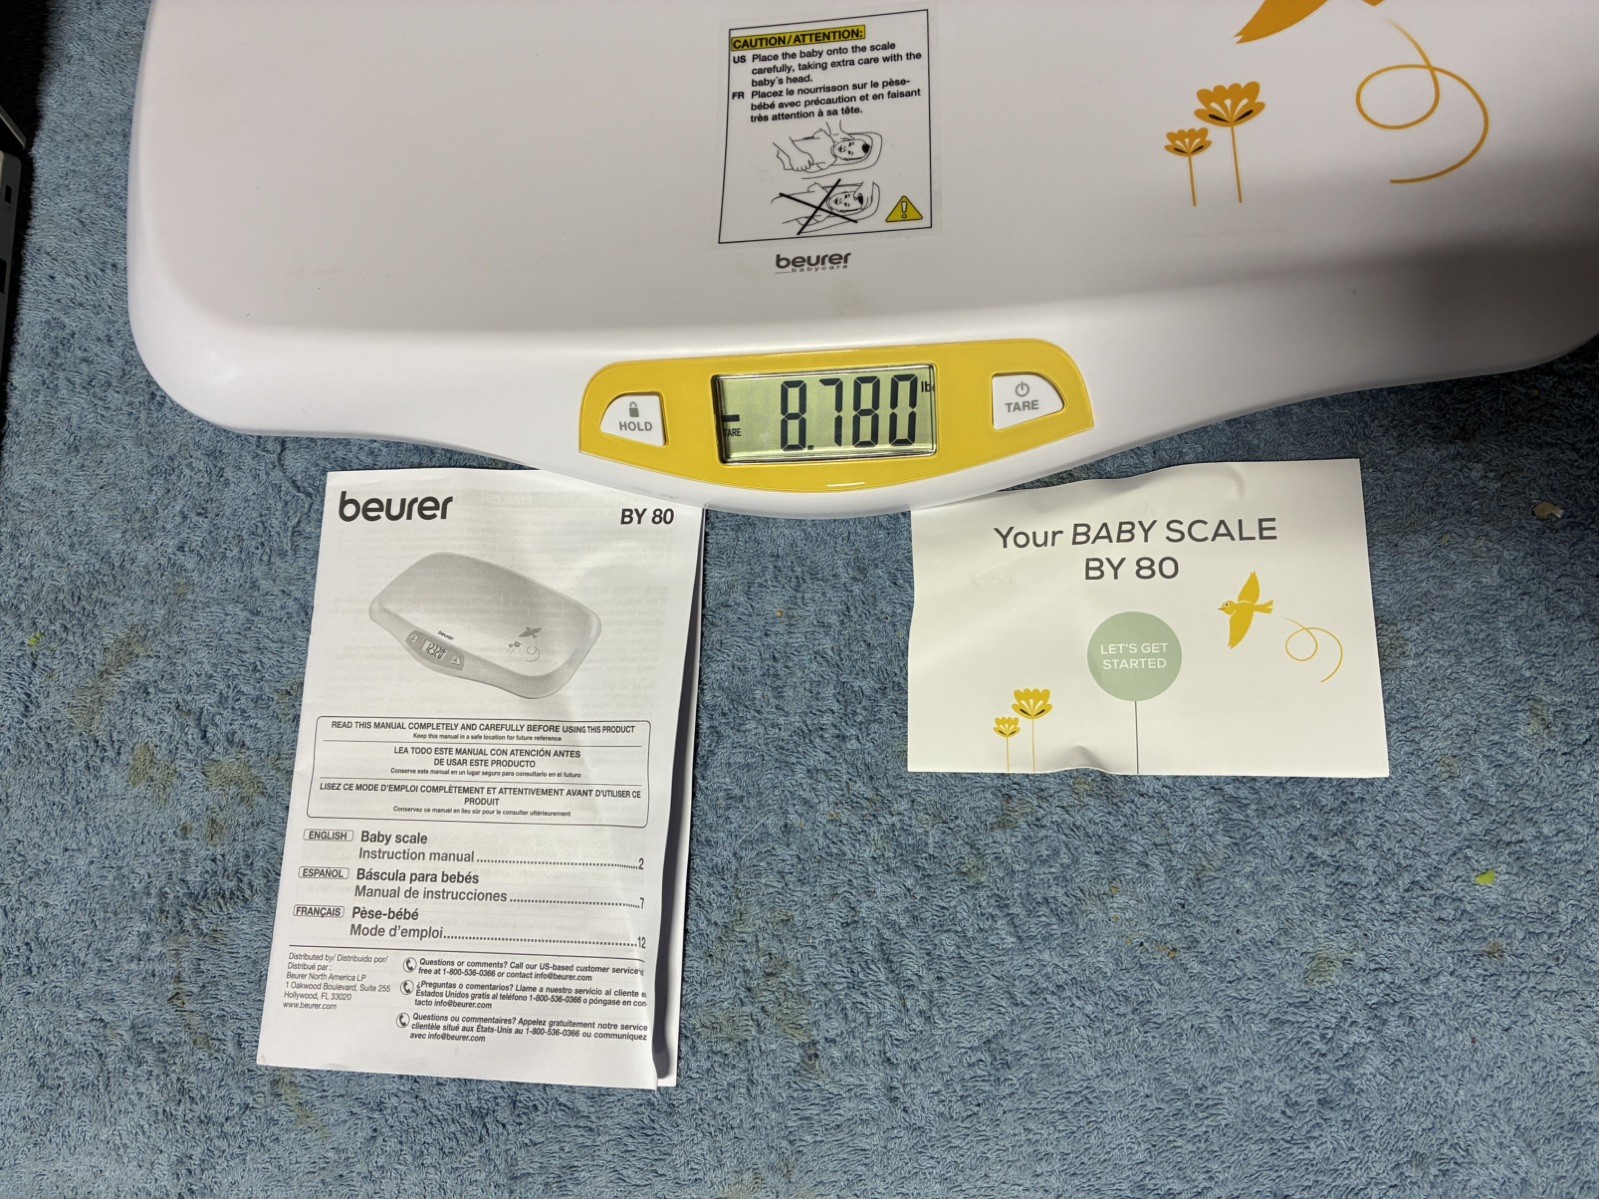 CAUTION/ATTENTION:
US Place the baby onto the scale
carefully, taking extra care with the
baby's head.
FR Placez le nourrisson sur le pèse-
bébé avec précaution et en faisant
très attention à sa tête.
beurer
babycare
HOLD
- 8.780 lb
TARE
TARE
beurer
BY 80
beurer
READ THIS MANUAL COMPLETELY AND CAREFULLY BEFORE USING THIS PRODUCT
Keep this manual in a safe location for future reference
LEA TODO ESTE MANUAL CON ATENCIÓN ANTES
DE USAR ESTE PRODUCTO
Conserve este manual en un lugar seguro para consultarlo en el futuro
LISEZ CE MODE D'EMPLOI COMPLÈTEMENT ET ATTENTIVEMENT AVANT D'UTILISER CE
PRODUIT
Conservez ce manuel en lieu sûr pour le consulter ultérieurement
ENGLISH Baby scale
Instruction manual 2
ESPAÑOL Báscula para bebés
Manual de instrucciones 7
FRANÇAIS Pèse-bébé
Mode d'emploi 12
Distributed by/ Distribuido por/
Distribué par :
Beurer North America LP
1 Oakwood Boulevard, Suite 255
Hollywood, FL 33020
www.beurer.com
Questions or comments? Call our US-based customer service
free at 1-800-536-0366 or contact info@beurer.com
¿Preguntas o comentarios? Llame a nuestro servicio al cliente e
Estados Unidos gratis al teléfono 1-800-536-0366 o póngase en con-
tacto info@beurer.com
Questions ou commentaires? Appelez gratuitement notre service
clientèle situé aux États-Unis au 1-800-536-0366 ou communiquez
avec info@beurer.com
Your BABY SCALE
BY 80
LET'S GET
STARTED